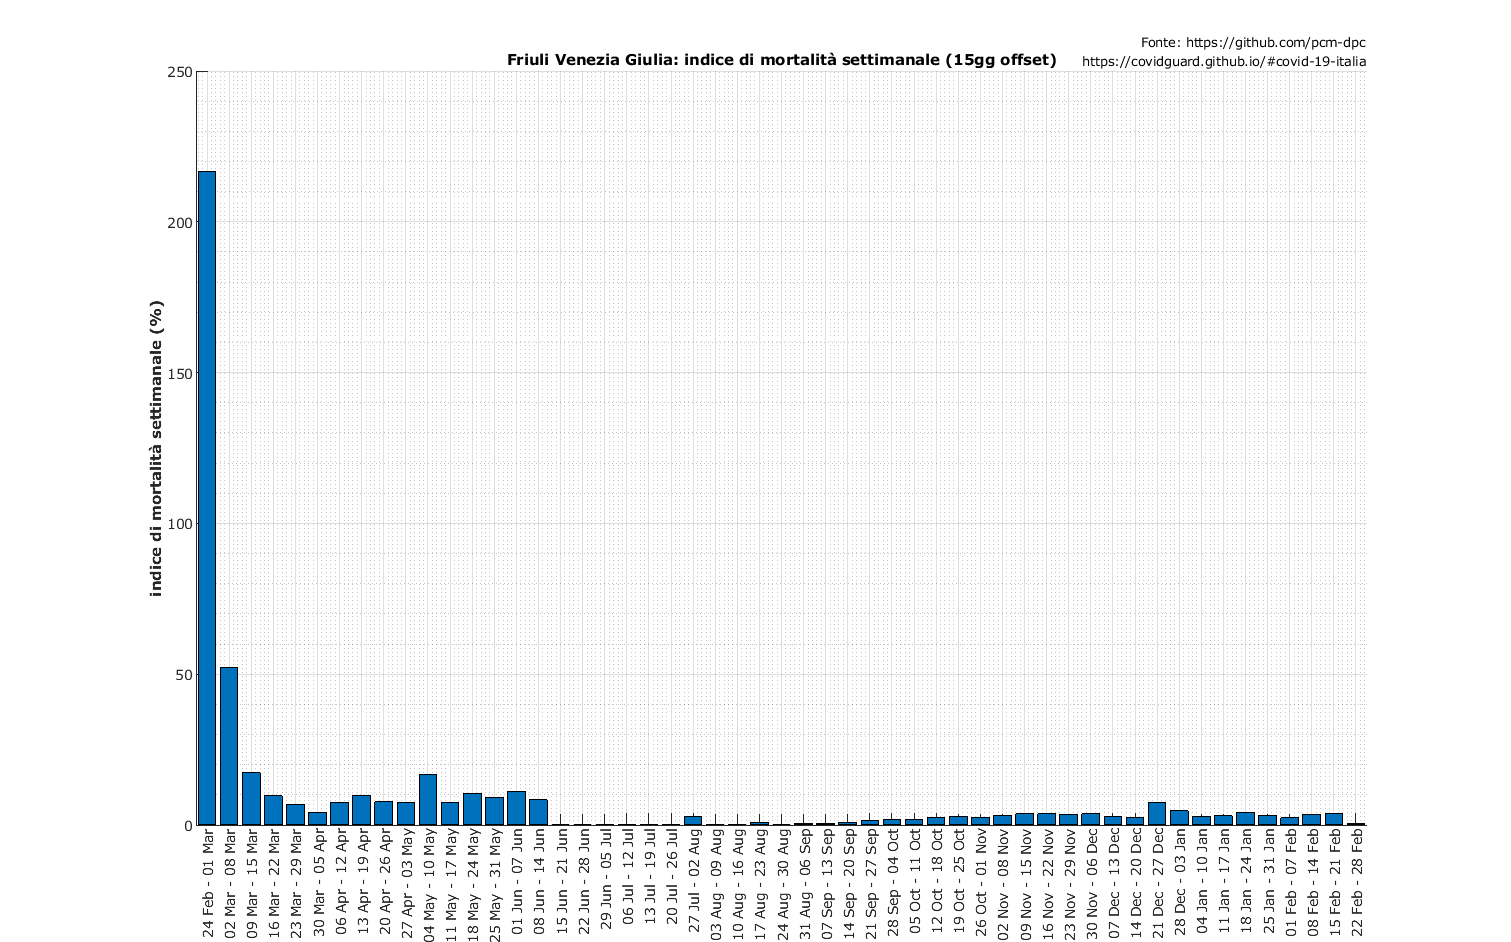 Fonte: https://github.com/pcm-dpc
Friuli Venezia Giulia: indice di mortalità settimanale (15gg offset)
https://covidguard.github.io/#covid-19-italia
indice di mortalità settimanale (%)
250
200
150
100
50
0
24 Feb - 01 Mar
02 Mar - 08 Mar
09 Mar - 15 Mar
16 Mar - 22 Mar
23 Mar - 29 Mar
30 Mar - 05 Apr
06 Apr - 12 Apr
13 Apr - 19 Apr
20 Apr - 26 Apr
27 Apr - 03 May
04 May - 10 May
11 May - 17 May
18 May - 24 May
25 May - 31 May
01 Jun - 07 Jun
08 Jun - 14 Jun
15 Jun - 21 Jun
22 Jun - 28 Jun
29 Jun - 05 Jul
06 Jul - 12 Jul
13 Jul - 19 Jul
20 Jul - 26 Jul
27 Jul - 02 Aug
03 Aug - 09 Aug
10 Aug - 16 Aug
17 Aug - 23 Aug
24 Aug - 30 Aug
31 Aug - 06 Sep
07 Sep - 13 Sep
14 Sep - 20 Sep
21 Sep - 27 Sep
28 Sep - 04 Oct
05 Oct - 11 Oct
12 Oct - 18 Oct
19 Oct - 25 Oct
26 Oct - 01 Nov
02 Nov - 08 Nov
09 Nov - 15 Nov
16 Nov - 22 Nov
23 Nov - 29 Nov
30 Nov - 06 Dec
07 Dec - 13 Dec
14 Dec - 20 Dec
21 Dec - 27 Dec
28 Dec - 03 Jan
04 Jan - 10 Jan
11 Jan - 17 Jan
18 Jan - 24 Jan
25 Jan - 31 Jan
01 Feb - 07 Feb
08 Feb - 14 Feb
15 Feb - 21 Feb
22 Feb - 28 Feb